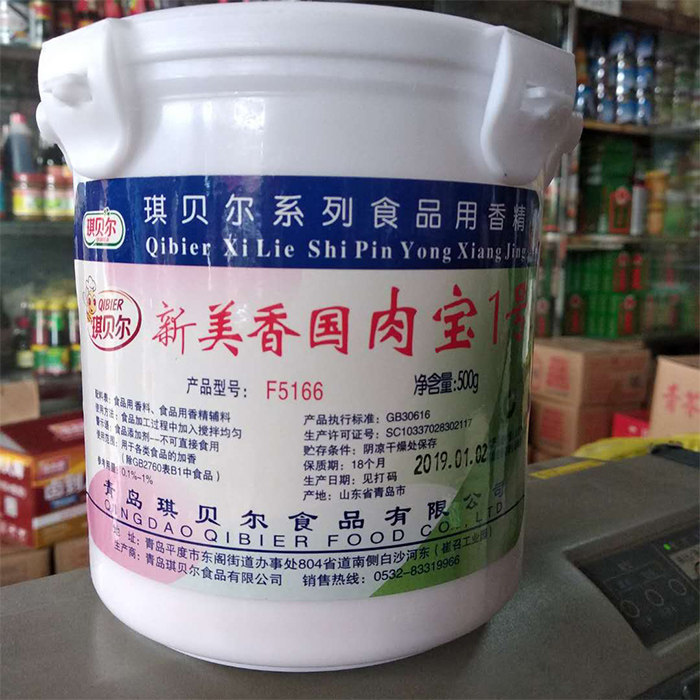 琪贝尔
琪贝尔系列食品用香精
Qibier Xi Lie Shi Pin Yong Xiang Jing
QIBIER
琪贝尔
新美香国肉宝1号
产品型号: F5166
净含量:500g
配料表: 食品用香料、食品用香精辅料
使用方法: 食品加工过程中加入搅拌均匀
警示语: 食品添加剂—不可直接食用
使用范围: 用于各类食品的加香
(除GB2760表B1中食品)
参考用量: 0.1%-1%
产品执行标准: GB30616
生产许可证号: SC10337028302117
贮存条件: 阴凉干燥处保存
保质期: 18个月
2019.01.02
生产日期: 见打码
产地: 山东省青岛市
青岛琪贝尔食品有限公司
QINGDAO QIBIER FOOD CO., LTD
地 址: 青岛平度市东阁街道办事处804省道南侧白沙河东(崔召工业园)
生产商: 青岛琪贝尔食品有限公司 销售热线: 0532-83319966